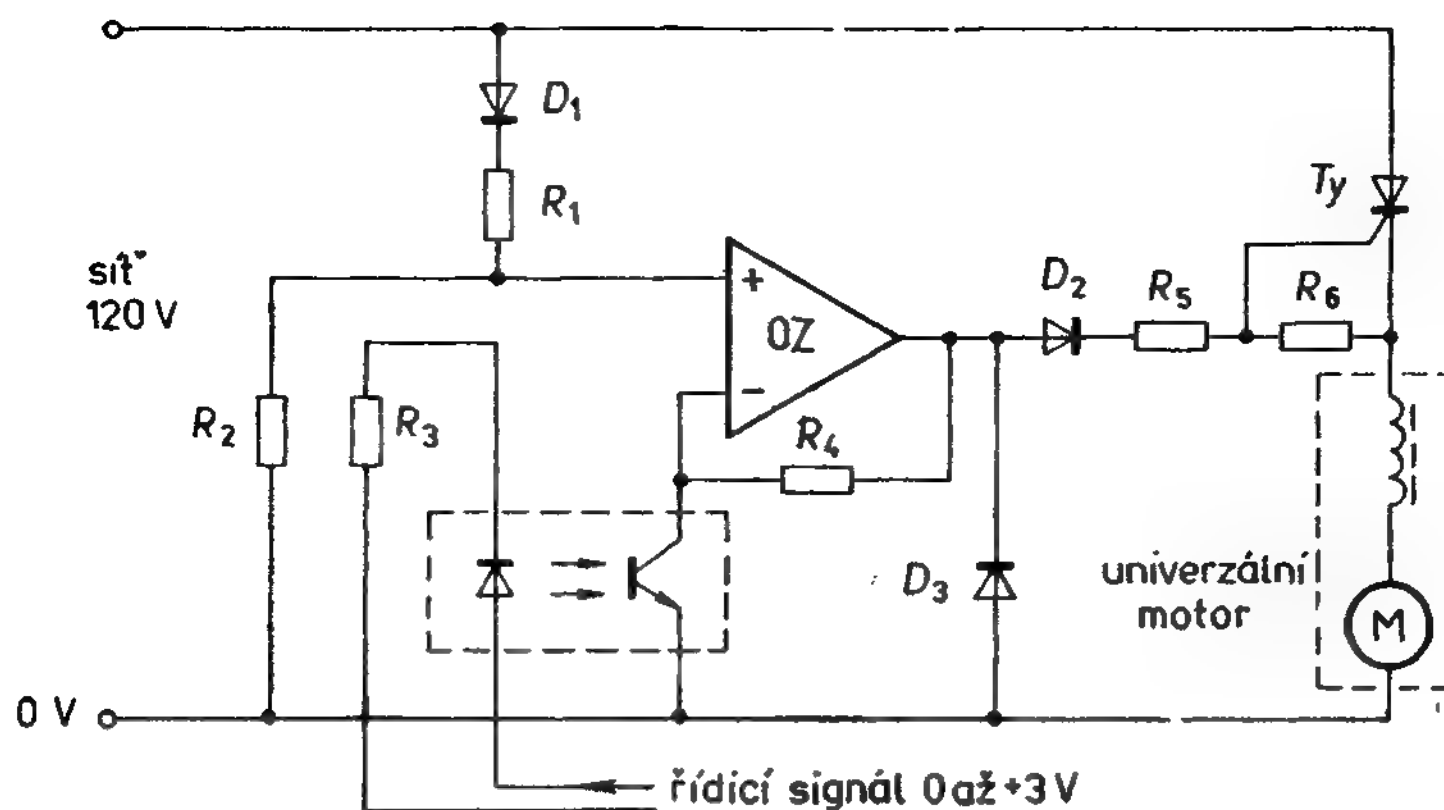 D₁
R₁
Ty
síť
120 V
+
OZ
−
D₂
R₅
R₆
R₂
R₃
R₄
D₃
univerzální
motor
M
0 V
řídicí signál 0 až +3 V